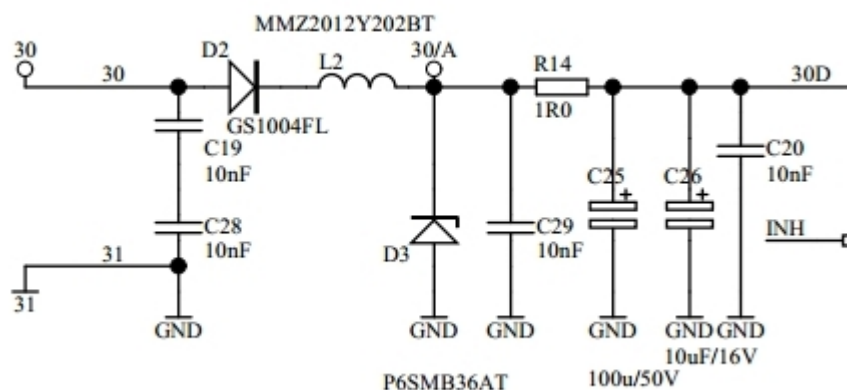 MMZ2012Y202BT
30
30
D2
L2
30/A
R14
30D
GS1004FL
1R0
C19
10nF
C25
+
C26
+
C20
10nF
C28
10nF
D3
C29
10nF
INH
31
31
GND
GND
GND
GND
GND
GND
P6SMB36AT
100u/50V
10uF/16V